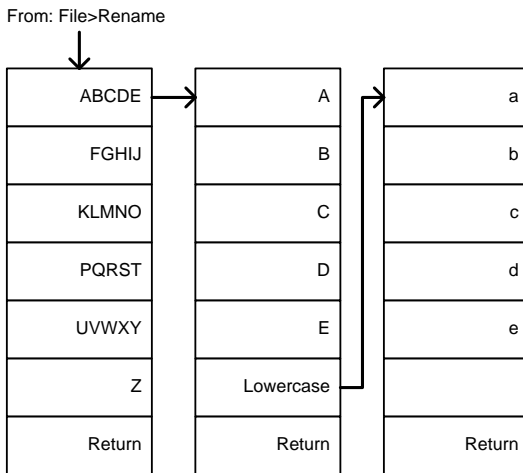 From: File>Rename
ABCDE
FGHIJ
KLMNO
PQRST
UVWXY
Z
Return
A
B
C
D
E
Lowercase
Return
a
b
c
d
e
Return